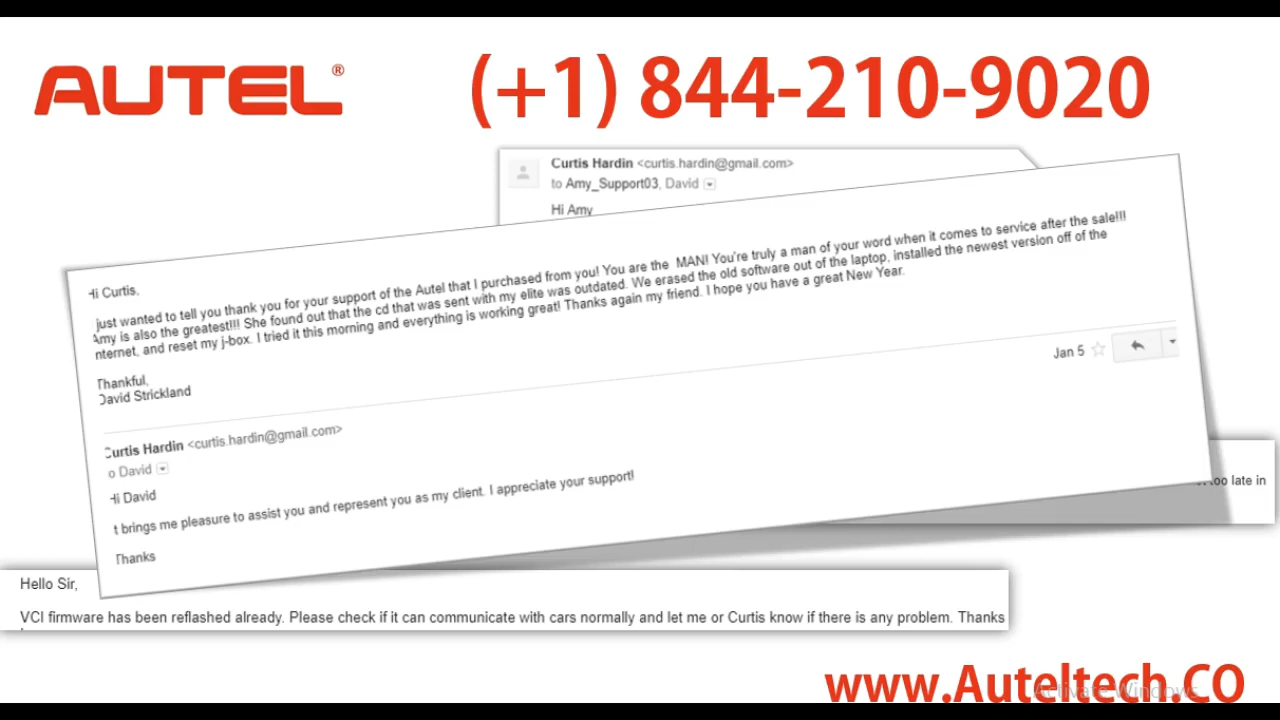 AUTEL®
(+1) 844-210-9020
Curtis Hardin <curtis.hardin@gmail.com>
to Amy_Support03, David
Hi Amy
Hi Curtis,
just wanted to tell you thank you for your support of the Autel that I purchased from you! You are the MAN! You're truly a man of your word when it comes to service after the sale!!!
Amy is also the greatest!!! She found out that the cd that was sent with my elite was outdated. We erased the old software out of the laptop, installed the newest version off of the
nternet, and reset my j-box. I tried it this morning and everything is working great! Thanks again my friend. I hope you have a great New Year.
Thankful,
David Strickland
Jan 5
Curtis Hardin <curtis.hardin@gmail.com>
o David
Hi David
t brings me pleasure to assist you and represent you as my client. I appreciate your support!
Thanks
too late in
Hello Sir,
VCI firmware has been reflashed already. Please check if it can communicate with cars normally and let me or Curtis know if there is any problem. Thanks
www.Auteltech.CO
Activate Windows